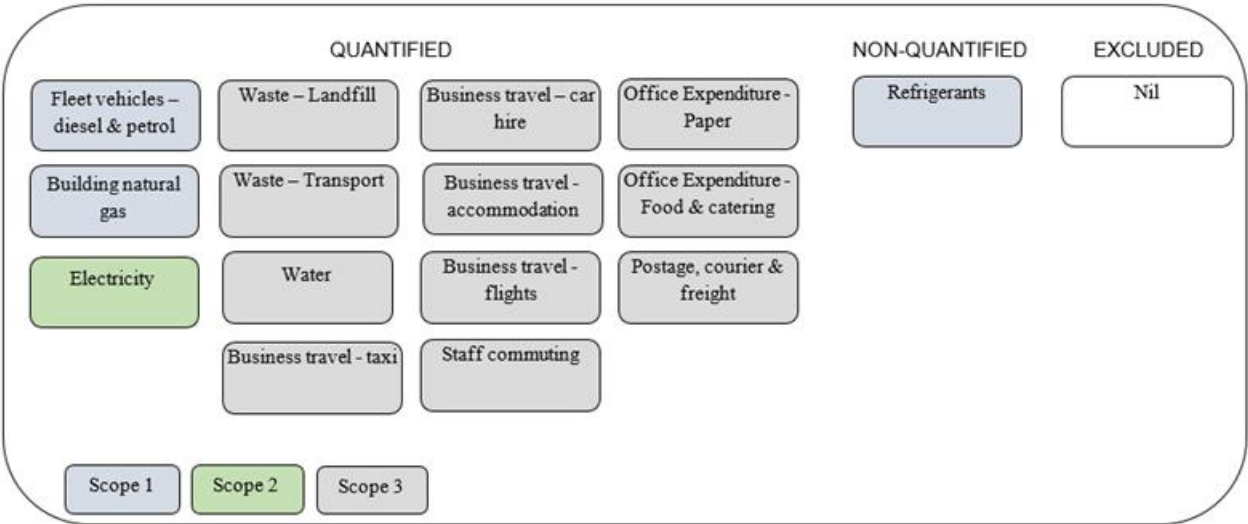 QUANTIFIED
NON-QUANTIFIED
EXCLUDED
Fleet vehicles –
diesel & petrol
Waste – Landfill
Business travel – car
hire
Office Expenditure -
Paper
Refrigerants
Nil
Building natural
gas
Waste – Transport
Business travel -
accommodation
Office Expenditure -
Food & catering
Electricity
Water
Business travel -
flights
Postage, courier &
freight
Business travel - taxi
Staff commuting
Scope 1
Scope 2
Scope 3